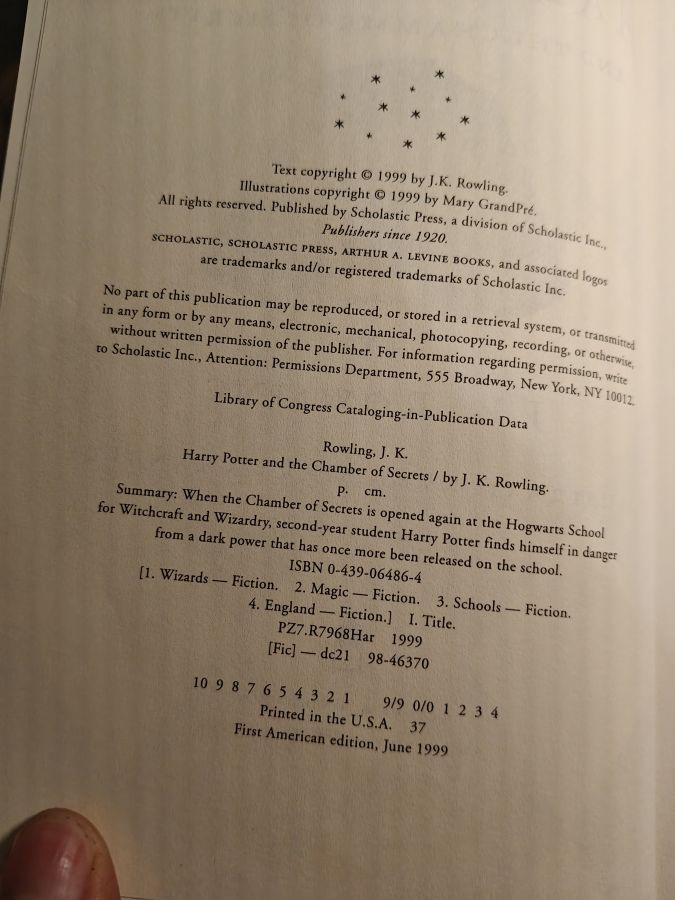 Text copyright © 1999 by J.K. Rowling.
Illustrations copyright © 1999 by Mary GrandPré.
All rights reserved. Published by Scholastic Press, a division of Scholastic Inc.,
Publishers since 1920.
SCHOLASTIC, SCHOLASTIC PRESS, ARTHUR A. LEVINE BOOKS, and associated logos
are trademarks and/or registered trademarks of Scholastic Inc.
No part of this publication may be reproduced, or stored in a retrieval system, or transmitted
in any form or by any means, electronic, mechanical, photocopying, recording, or otherwise,
without written permission of the publisher. For information regarding permission, write
to Scholastic Inc., Attention: Permissions Department, 555 Broadway, New York, NY 10012.
Library of Congress Cataloging-in-Publication Data
Rowling, J. K.
Harry Potter and the Chamber of Secrets / by J. K. Rowling.
p. cm.
Summary: When the Chamber of Secrets is opened again at the Hogwarts School
for Witchcraft and Wizardry, second-year student Harry Potter finds himself in danger
from a dark power that has once more been released on the school.
ISBN 0-439-06486-4
[1. Wizards — Fiction. 2. Magic — Fiction. 3. Schools — Fiction.
4. England — Fiction.] I. Title.
PZ7.R7968Har 1999
[Fic] — dc21 98-46370
10 9 8 7 6 5 4 3 2 1 9/9 0/0 1 2 3 4
Printed in the U.S.A. 37
First American edition, June 1999